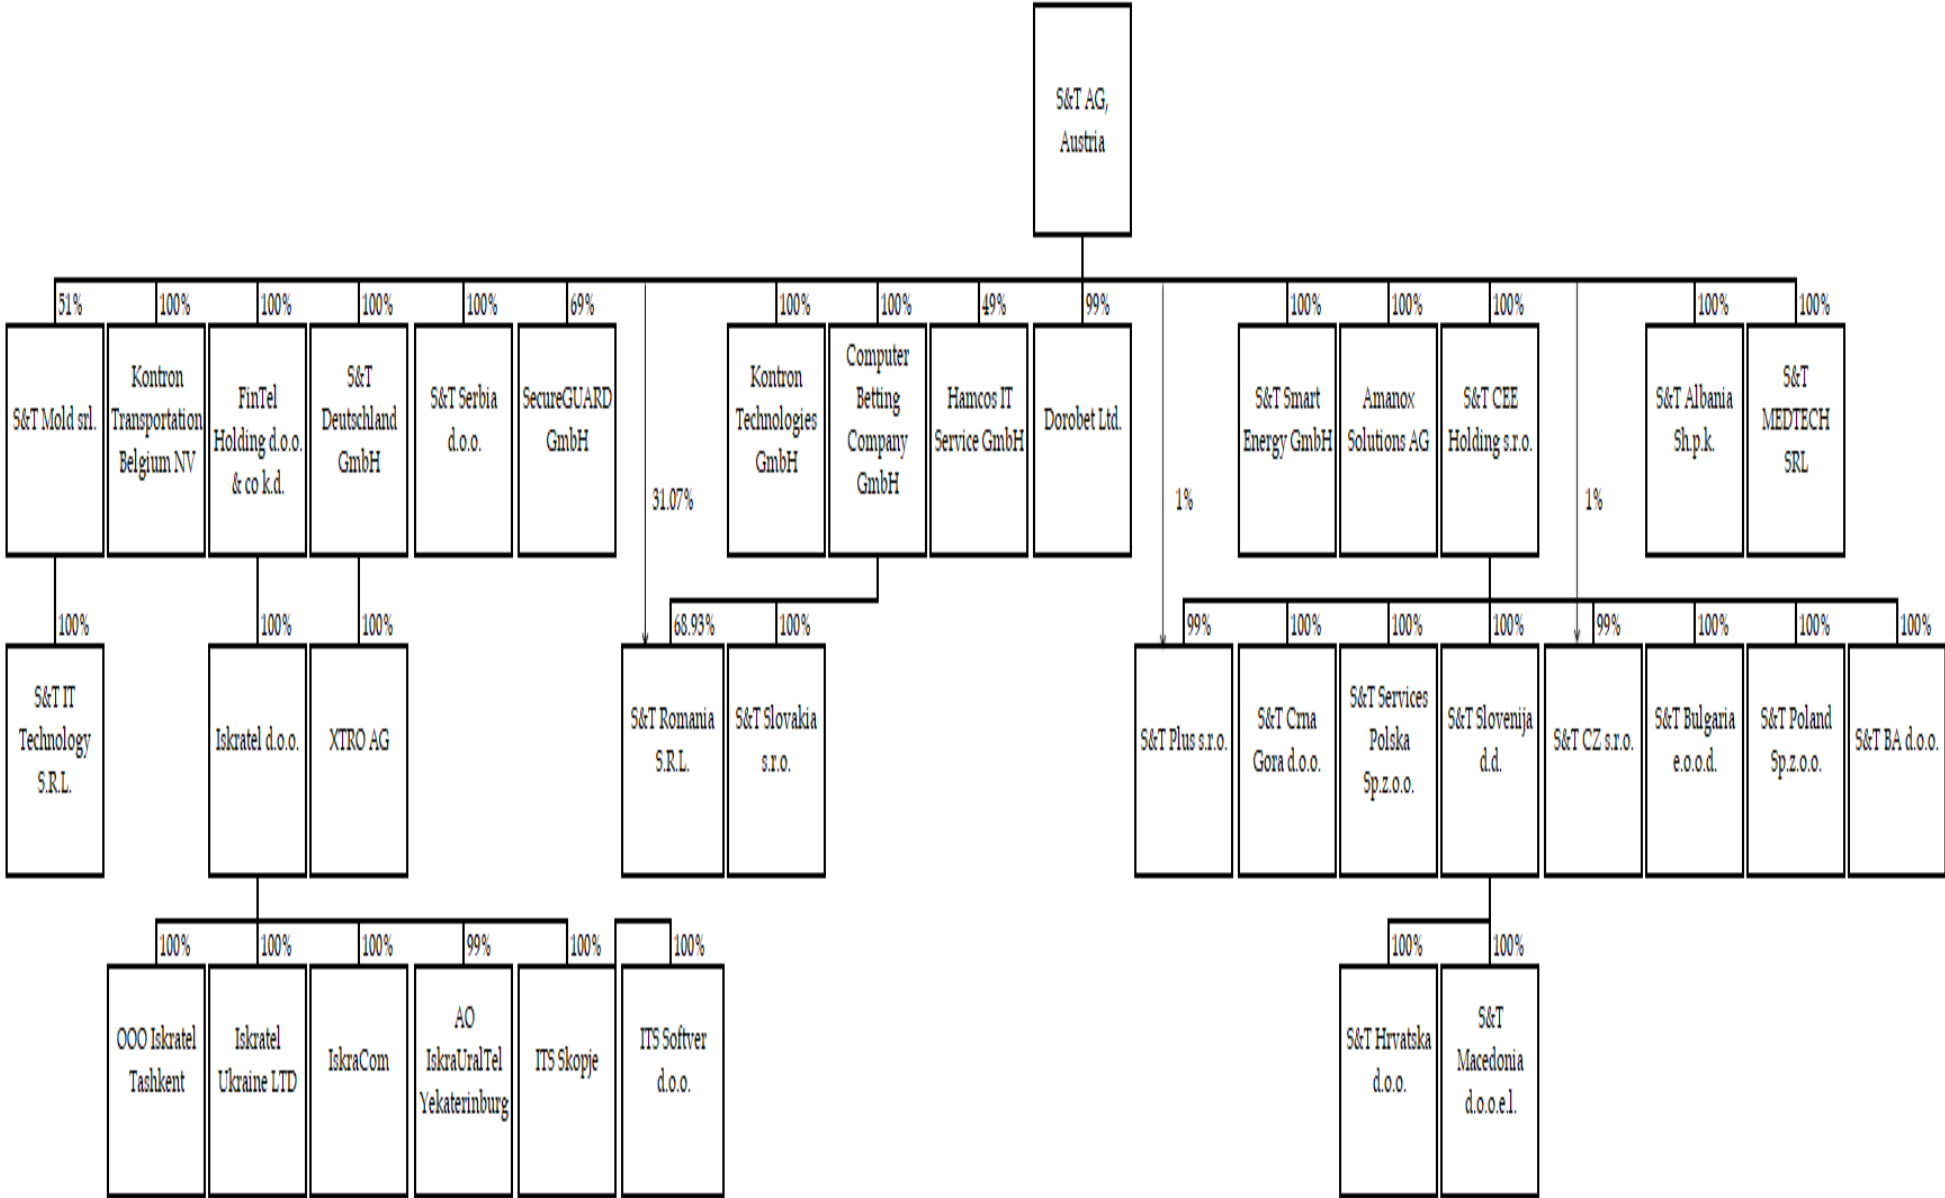 S&T AG,
Austria
51%
100%
100%
100%
100%
69%
100%
100%
49%
99%
100%
100%
100%
100%
100%
S&T Mold srl.
Kontron
Transportation
Belgium NV
FinTel
Holding d.o.o.
& co k.d.
S&T
Deutschland
GmbH
S&T Serbia
d.o.o.
SecureGUARD
GmbH
31.07%
Kontron
Technologies
GmbH
Computer
Betting
Company
GmbH
Hamcos IT
Service GmbH
Dorobet Ltd.
1%
S&T Smart
Energy GmbH
Amanox
Solutions AG
S&T CEE
Holding s.r.o.
1%
S&T Albania
Sh.p.k.
S&T
MEDTECH
SRL
100%
100%
100%
68.93%
100%
99%
100%
100%
100%
99%
100%
100%
100%
S&T IT
Technology
S.R.L.
Iskratel d.o.o.
XTRO AG
S&T Romania
S.R.L.
S&T Slovakia
s.r.o.
S&T Plus s.r.o.
S&T Crna
Gora d.o.o.
S&T Services
Polska
Sp.z.o.o.
S&T Slovenija
d.d.
S&T CZ s.r.o.
S&T Bulgaria
e.o.o.d.
S&T Poland
Sp.z.o.o.
S&T BA d.o.o.
100%
100%
100%
99%
100%
100%
100%
100%
OOO Iskratel
Tashkent
Iskratel
Ukraine LTD
IskraCom
AO
IskraUralTel
Yekaterinburg
ITS Skopje
ITS Softver
d.o.o.
S&T Hrvatska
d.o.o.
S&T
Macedonia
d.o.o.e.l.